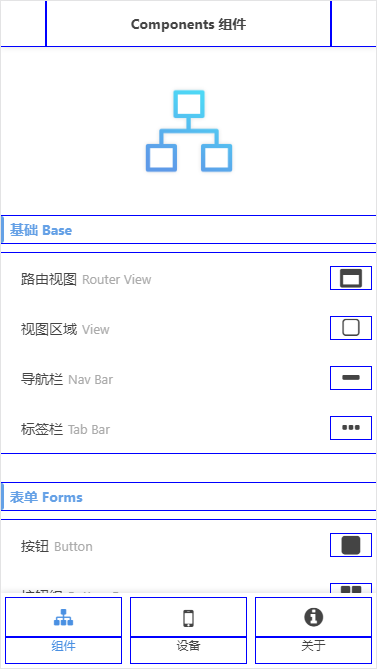 Components 组件
基础 Base
路由视图 Router View
视图区域 View
导航栏 Nav Bar
标签栏 Tab Bar
表单 Forms
按钮 Button
组件
设备
关于